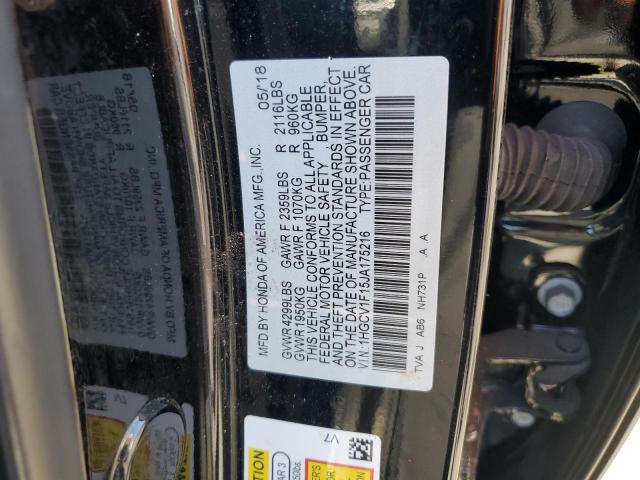 MFD BY HONDA OF AMERICA MFG.,INC. 05/18
GVWR 4299LBS GAWR F 2359LBS R 2116LBS
GVWR 1950KG GAWR F 1070KG R 960KG
THIS VEHICLE CONFORMS TO ALL APPLICABLE
FEDERAL MOTOR VEHICLE SAFETY, BUMPER,
AND THEFT PREVENTION STANDARDS IN EFFECT
ON THE DATE OF MANUFACTURE SHOWN ABOVE.
V.I.N.:1HGCV1F15JA175216 TYPE:PASSENGER CAR
TVA J AB6 NH731P A A
V7